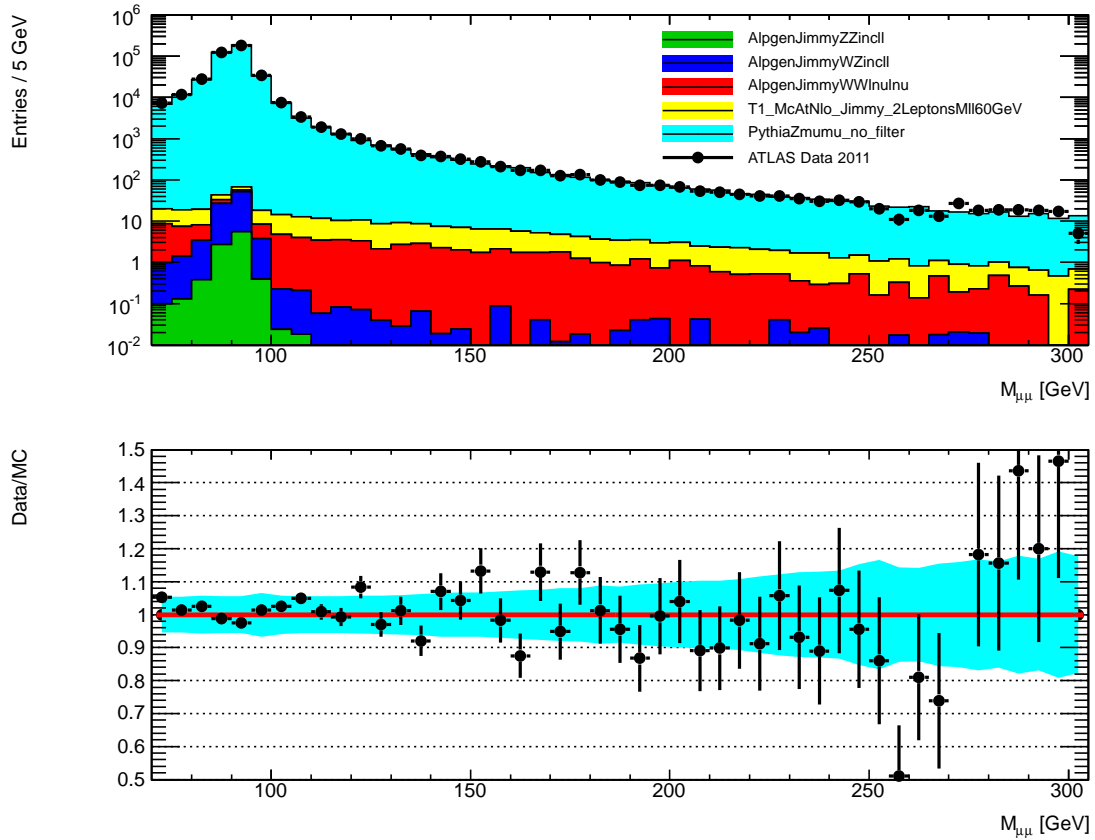 Entries / 5 GeV
10^6
10^5
10^4
10^3
10^2
10
1
10^-1
10^-2
AlpgenJimmyZZincll
AlpgenJimmyWZincll
AlpgenJimmyWWlnulnu
T1_McAtNlo_Jimmy_2LeptonsMll60GeV
PythiaZmumu_no_filter
ATLAS Data 2011
100 150 200 250 300
M_μμ [GeV]
Data/MC
1.5
1.4
1.3
1.2
1.1
1
0.9
0.8
0.7
0.6
0.5
100 150 200 250 300
M_μμ [GeV]